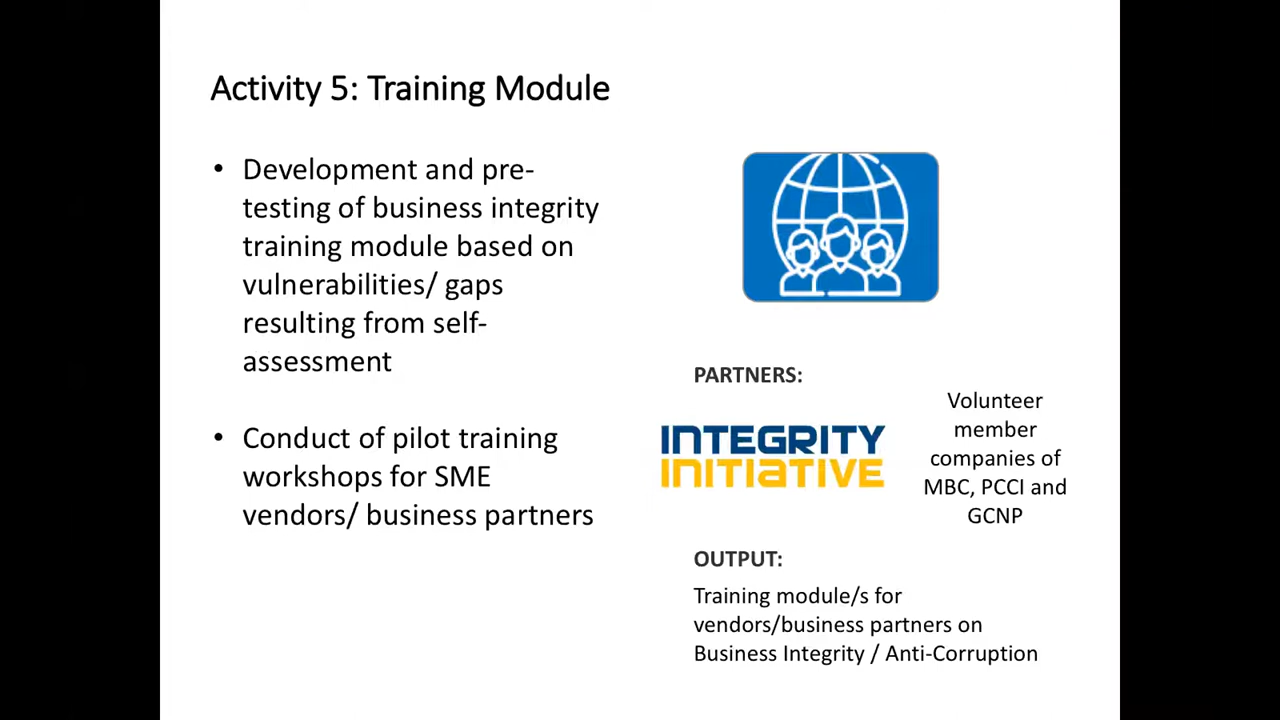 Activity 5: Training Module
• Development and pre-
testing of business integrity
training module based on
vulnerabilities/ gaps
resulting from self-
assessment
• Conduct of pilot training
workshops for SME
vendors/ business partners
PARTNERS:
INTEGRITY
INITIATIVE
Volunteer
member
companies of
MBC, PCCI and
GCNP
OUTPUT:
Training module/s for
vendors/business partners on
Business Integrity / Anti-Corruption